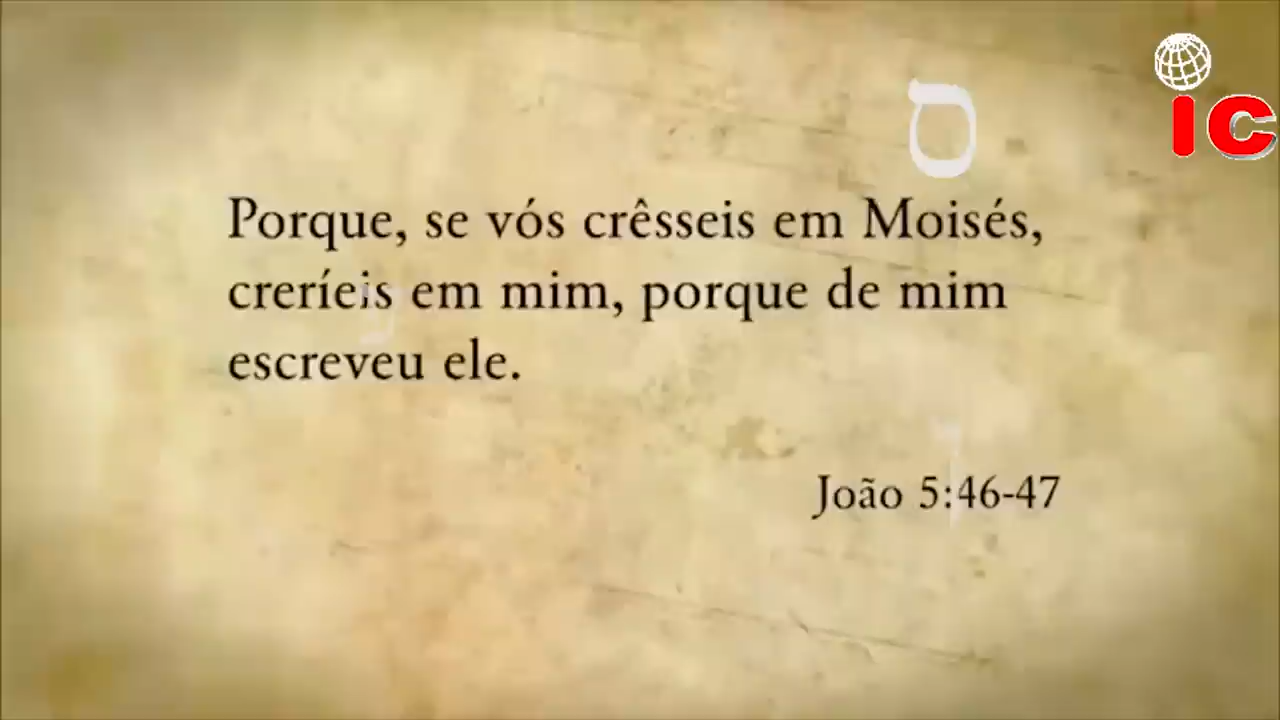 ס
IC
Porque, se vós crêsseis em Moisés,
creríeis em mim, porque de mim
escreveu ele.
João 5:46-47